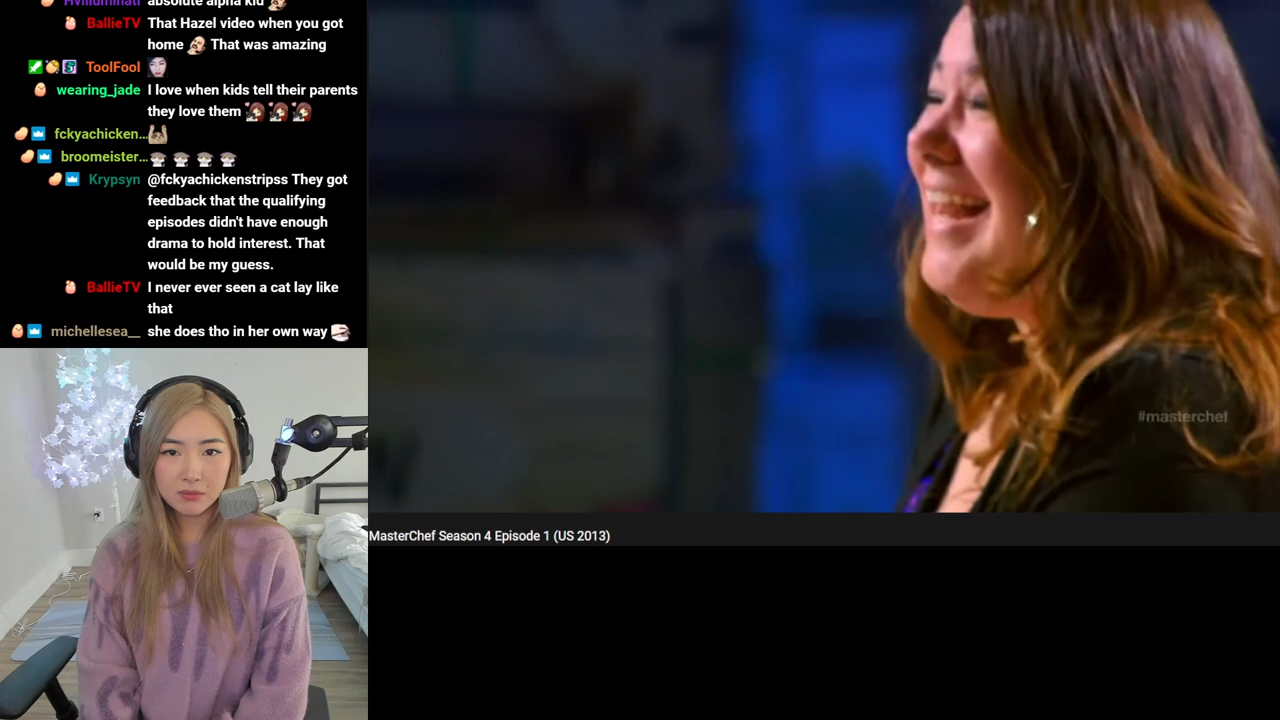 HVilluminati absolute alpha kid
BallieTV That Hazel video when you got
home That was amazing
ToolFool
wearing_jade I love when kids tell their parents
they love them
fckyachicken...
broomeister...
Krypsyn @fckyachickenstripss They got
feedback that the qualifying
episodes didn't have enough
drama to hold interest. That
would be my guess.
BallieTV I never ever seen a cat lay like
that
michellesea__ she does tho in her own way
#masterchef
MasterChef Season 4 Episode 1 (US 2013)